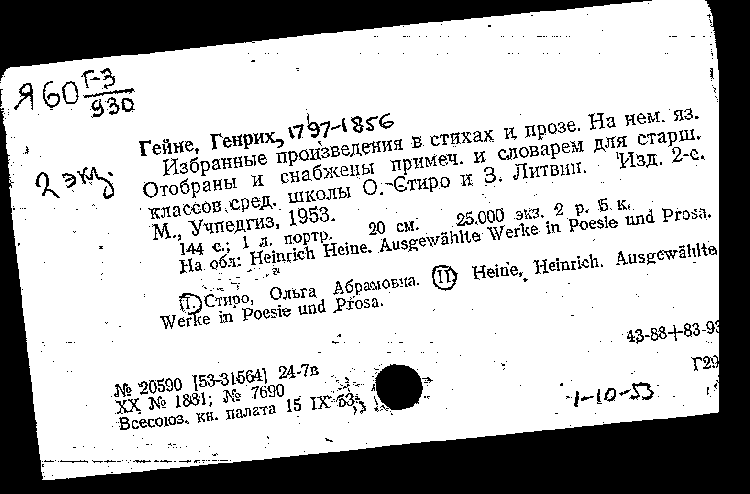 Я60 Г-3
930
2 экз.
Гейне, Генрих, 1797-1856
Избранные произведения в стихах и прозе. На нем. яз.
Отобраны и снабжены примеч. и словарем для старш.
классов сред. школы О. Стиро и З. Литвин. Изд. 2-е.
М., Учпедгиз, 1953.
144 с.; 1 л. портр. 20 см. 25.000 экз. 2 р. 5 к.
На обл: Heinrich Heine. Ausgewählte Werke in Poesie und Prosa.
I. Стиро, Ольга Абрамовна. II Heine, Heinrich. Ausgewählte
Werke in Poesie und Prosa.
43-88+83-93
№ 20590 [53-31564] 24-7в
Г29
XX № 1881; № 7690
Всесоюз. кн. палата 15 IX 53
1-10-53